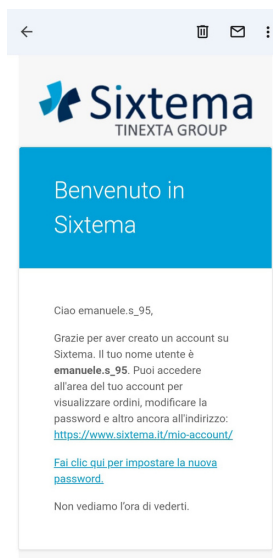 Sixtema
TINEXTA GROUP
Benvenuto in
Sixtema
Ciao emanuele.s_95,
Grazie per aver creato un account su
Sixtema. Il tuo nome utente è
emanuele.s_95. Puoi accedere
all'area del tuo account per
visualizzare ordini, modificare la
password e altro ancora all'indirizzo:
https://www.sixtema.it/mio-account/
Fai clic qui per impostare la nuova
password.
Non vediamo l'ora di vederti.